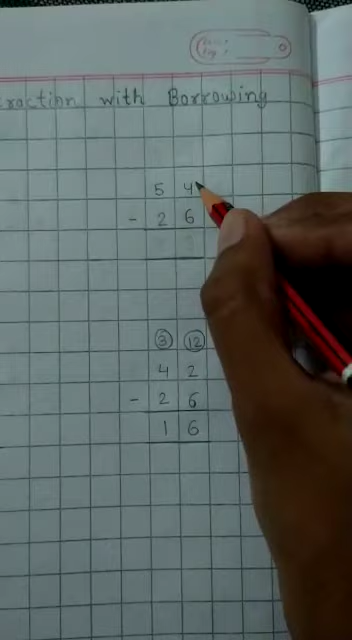 raction with Borrowing
5 4
- 2 6
3 12
4 2
- 2 6
1 6